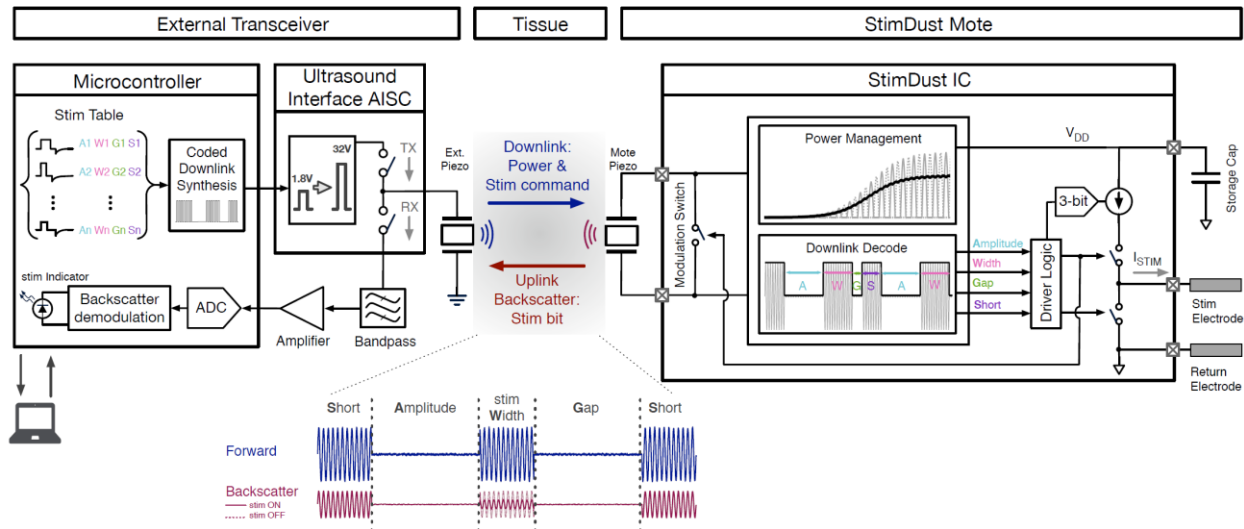 External Transceiver
Tissue
StimDust Mote
Microcontroller
Stim Table
A1 W1 G1 S1
A2 W2 G2 S2
An Wn Gn Sn
Coded
Downlink
Synthesis
stim Indicator
Backscatter
demodulation
ADC
Amplifier
Bandpass
Ultrasound
Interface AISC
1.8V
32V
TX
RX
Ext.
Piezo
Downlink:
Power &
Stim command
Uplink
Backscatter:
Stim bit
Mote
Piezo
StimDust IC
Modulation Switch
Power Management
Downlink Decode
A W G S A W
Amplitude
Width
Gap
Short
Driver Logic
3-bit
VDD
ISTIM
Storage Cap
Stim
Electrode
Return
Electrode
Short Amplitude stim Width Gap Short
Forward
Backscatter
stim ON
stim OFF